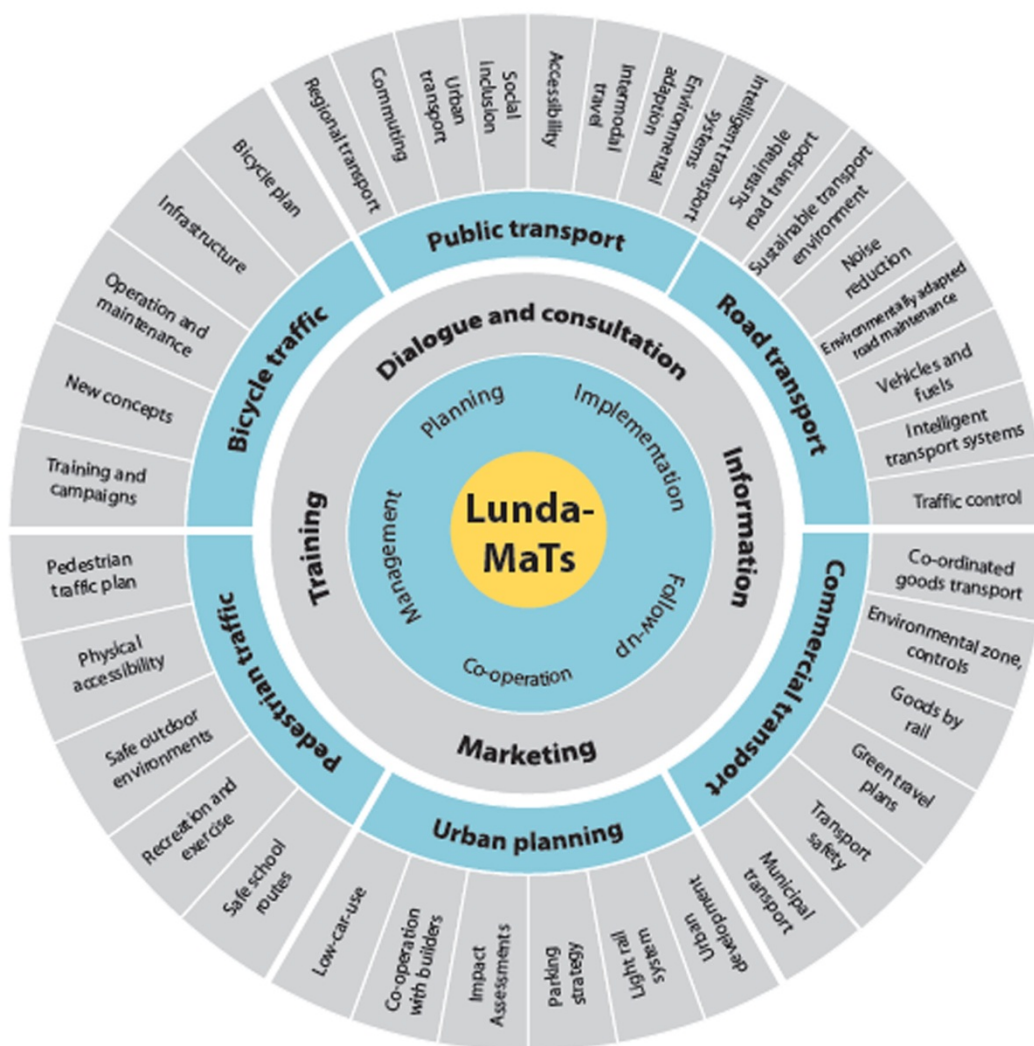 Lunda-
MaTs
Planning
Implementation
Follow-up
Co-operation
Management
Dialogue and consultation
Information
Marketing
Training
Public transport
Regional transport
Commuting
Urban
transport
Social
Inclusion
Accessibility
Intermodal
travel
Environmental
adaption
Intelligent transport
systems
Road transport
Sustainable
road transport
Sustainable transport
environment
Noise
reduction
Environmentally adapted
road maintenance
Vehicles and
fuels
Intelligent
transport systems
Traffic control
Commercial transport
Co-ordinated
goods transport
Environmental zone,
controls
Goods by
rail
Green travel
plans
Transport
safety
Municipal
transport
Urban planning
Urban
development
Light rail
system
Parking
strategy
Impact
Assessments
Co-operation
with builders
Low-car-use
Pedestrian traffic
Safe school
routes
Recreation and
exercise
Safe outdoor
environments
Physical
accessibility
Pedestrian
traffic plan
Bicycle traffic
Training and
campaigns
New concepts
Operation and
maintenance
Infrastructure
Bicycle plan